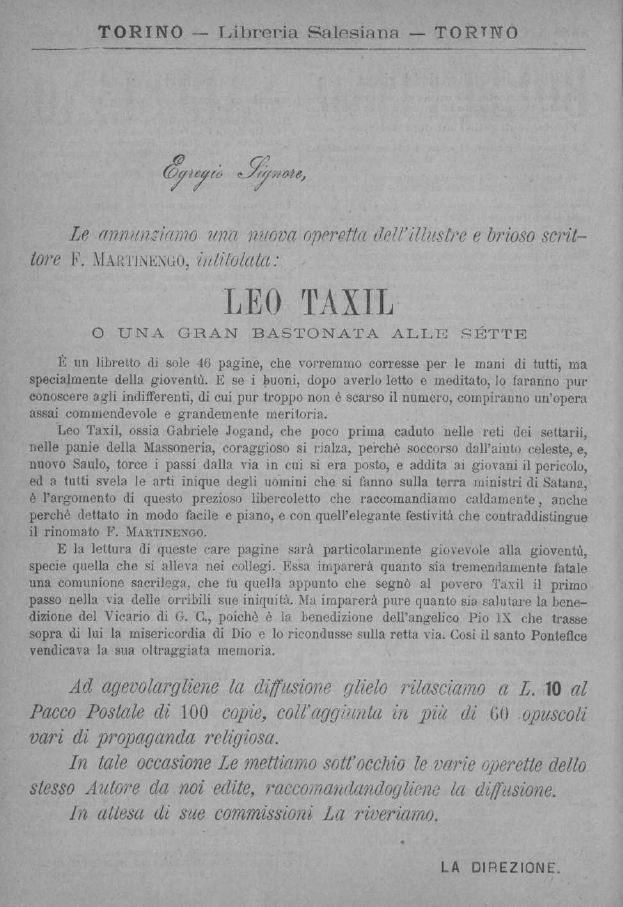 TORINO — Libreria Salesiana — TORINO
Egregio Signore,
Le annunziamo una nuova operetta dell'illustre e brioso scrit-
tore F. MARTINENGO, intitolata:
LEO TAXIL
O UNA GRAN BASTONATA ALLE SÉTTE
È un libretto di sole 46 pagine, che vorremmo corresse per le mani di tutti, ma
specialmente della gioventù. E se i buoni, dopo averlo letto e meditato, lo faranno pur
conoscere agli indifferenti, di cui pur troppo non è scarso il numero, compiranno un'opera
assai commendevole e grandemente meritoria.
Leo Taxil, ossia Gabriele Jogand, che poco prima caduto nelle reti dei settarii,
nelle panie della Massoneria, coraggioso si rialza, perchè soccorso dall'aiuto celeste, e,
nuovo Saulo, torce i passi dalla via in cui si era posto, e addita ai giovani il pericolo,
ed a tutti svela le arti inique degli uomini che si fanno sulla terra ministri di Satana,
è l'argomento di questo prezioso libercoletto che raccomandiamo caldamente, anche
perchè dettato in modo facile e piano, e con quell'elegante festività che contraddistingue
il rinomato F. MARTINENGO.
E la lettura di queste care pagine sarà particolarmente giovevole alla gioventù,
specie quella che si alleva nei collegi. Essa imparerà quanto sia tremendamente fatale
una comunione sacrilega, che fu quella appunto che segnò al povero Taxil il primo
passo nella via delle orribili sue iniquità. Ma imparerà pure quanto sia salutare la bene-
dizione del Vicario di G. C., poichè è la benedizione dell'angelico Pio IX che trasse
sopra di lui la misericordia di Dio e lo ricondusse sulla retta via. Così il santo Pontefice
vendicava la sua oltraggiata memoria.
Ad agevolargliene la diffusione glielo rilasciamo a L. 10 al
Pacco Postale di 100 copie, coll'aggiunta in più di 60 opuscoli
vari di propaganda religiosa.
In tale occasione Le mettiamo sott'occhio le varie operette dello
stesso Autore da noi edite, raccomandandogliene la diffusione.
In attesa di sue commissioni La riveriamo.
LA DIREZIONE.